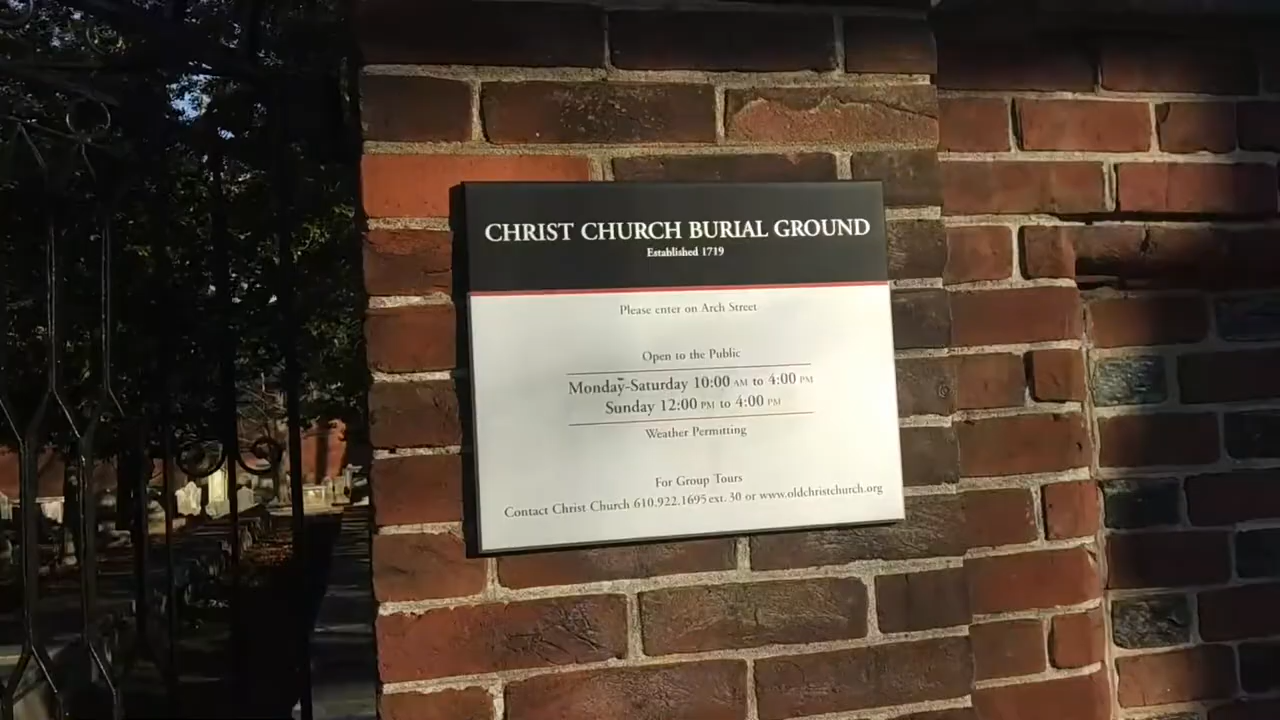 CHRIST CHURCH BURIAL GROUND
Established 1719
Please enter on Arch Street
Open to the Public
Monday-Saturday 10:00 AM to 4:00 PM
Sunday 12:00 PM to 4:00 PM
Weather Permitting
For Group Tours
Contact Christ Church 610.922.1695 ext. 30 or www.oldchristchurch.org